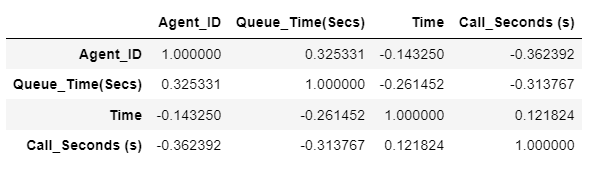 Agent_ID Queue_Time(Secs) Time Call_Seconds (s)
Agent_ID 1.000000 0.325331 -0.143250 -0.362392
Queue_Time(Secs) 0.325331 1.000000 -0.261452 -0.313767
Time -0.143250 -0.261452 1.000000 0.121824
Call_Seconds (s) -0.362392 -0.313767 0.121824 1.000000